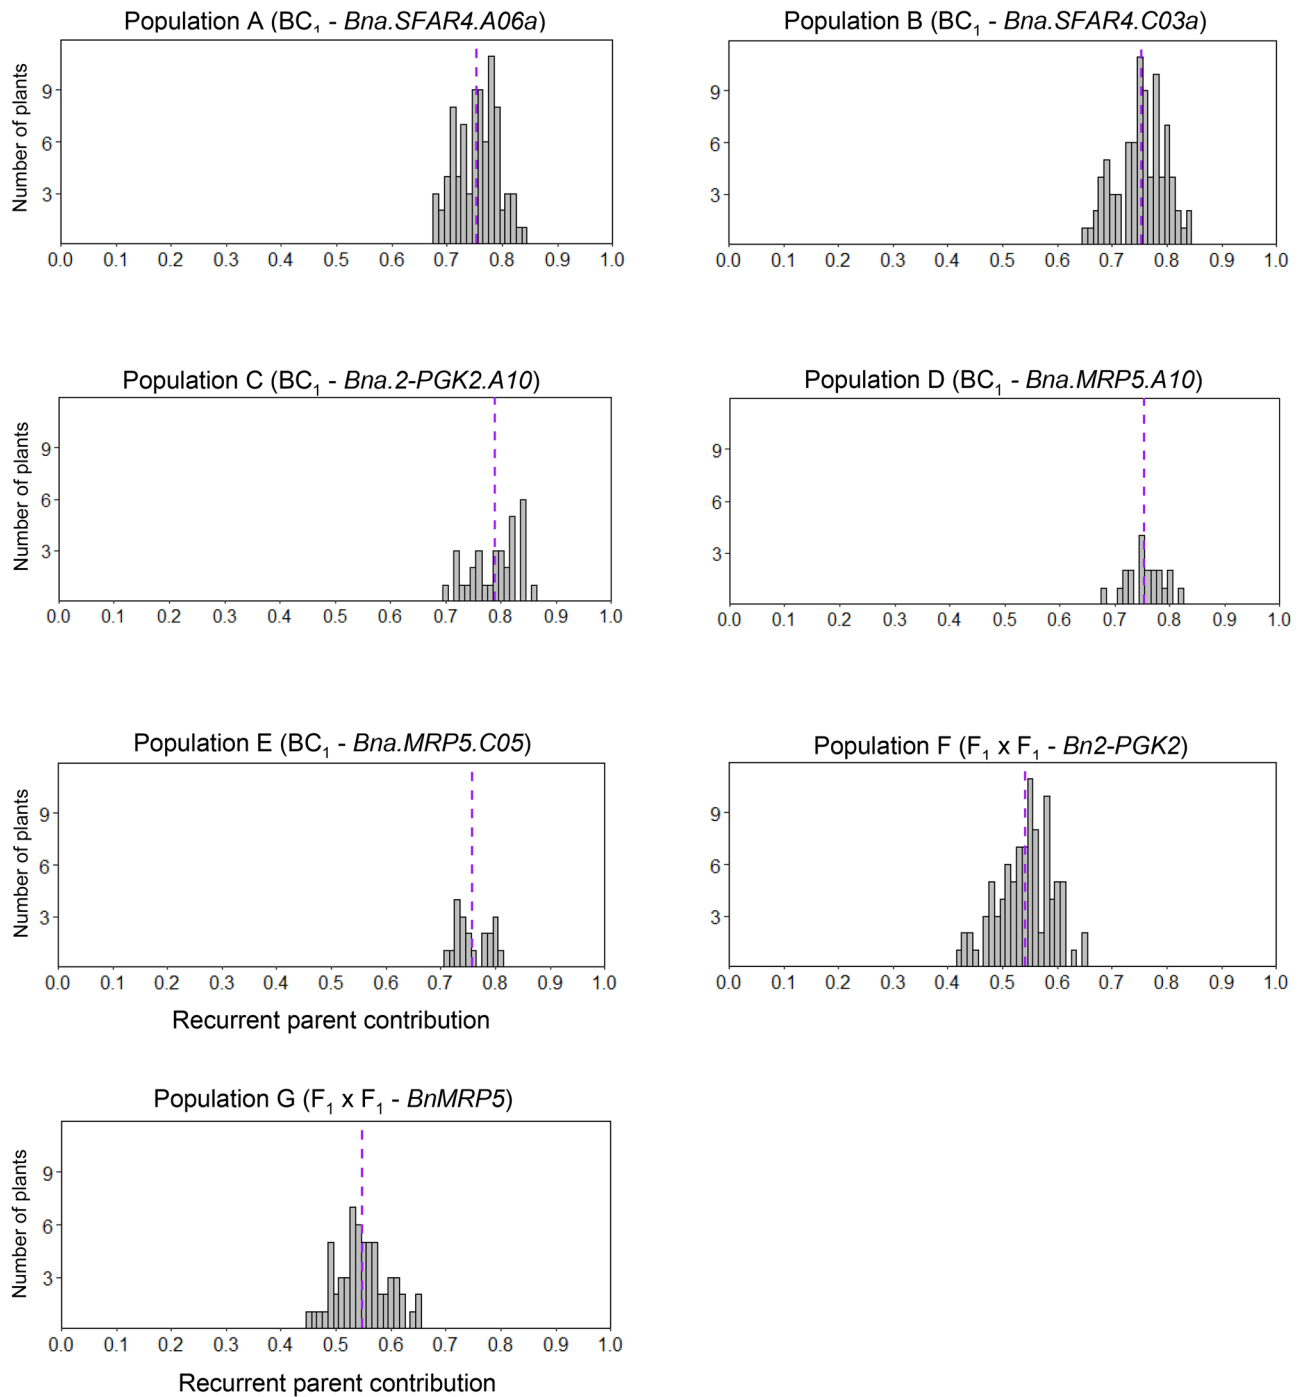 Population A (BC₁ - Bna.SFAR4.A06a)
Number of plants
9
6
3
0.0 0.1 0.2 0.3 0.4 0.5 0.6 0.7 0.8 0.9 1.0
Population B (BC₁ - Bna.SFAR4.C03a)
9
6
3
0.0 0.1 0.2 0.3 0.4 0.5 0.6 0.7 0.8 0.9 1.0
Population C (BC₁ - Bna.2-PGK2.A10)
Number of plants
9
6
3
0.0 0.1 0.2 0.3 0.4 0.5 0.6 0.7 0.8 0.9 1.0
Population D (BC₁ - Bna.MRP5.A10)
9
6
3
0.0 0.1 0.2 0.3 0.4 0.5 0.6 0.7 0.8 0.9 1.0
Population E (BC₁ - Bna.MRP5.C05)
Number of plants
9
6
3
0.0 0.1 0.2 0.3 0.4 0.5 0.6 0.7 0.8 0.9 1.0
Recurrent parent contribution
Population F (F₁ x F₁ - Bn2-PGK2)
9
6
3
0.0 0.1 0.2 0.3 0.4 0.5 0.6 0.7 0.8 0.9 1.0
Population G (F₁ x F₁ - BnMRP5)
Number of plants
9
6
3
0.0 0.1 0.2 0.3 0.4 0.5 0.6 0.7 0.8 0.9 1.0
Recurrent parent contribution